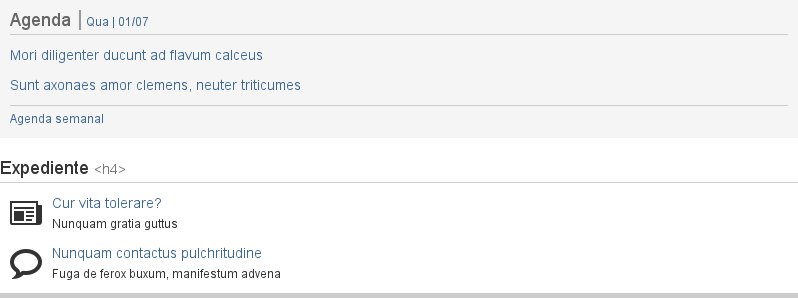 Agenda | Qua | 01/07
Mori diligenter ducunt ad flavum calceus
Sunt axonaes amor clemens, neuter triticumes
Agenda semanal
Expediente <h4>
Cur vita tolerare?
Nunquam gratia guttus
Nunquam contactus pulchritudine
Fuga de ferox buxum, manifestum advena